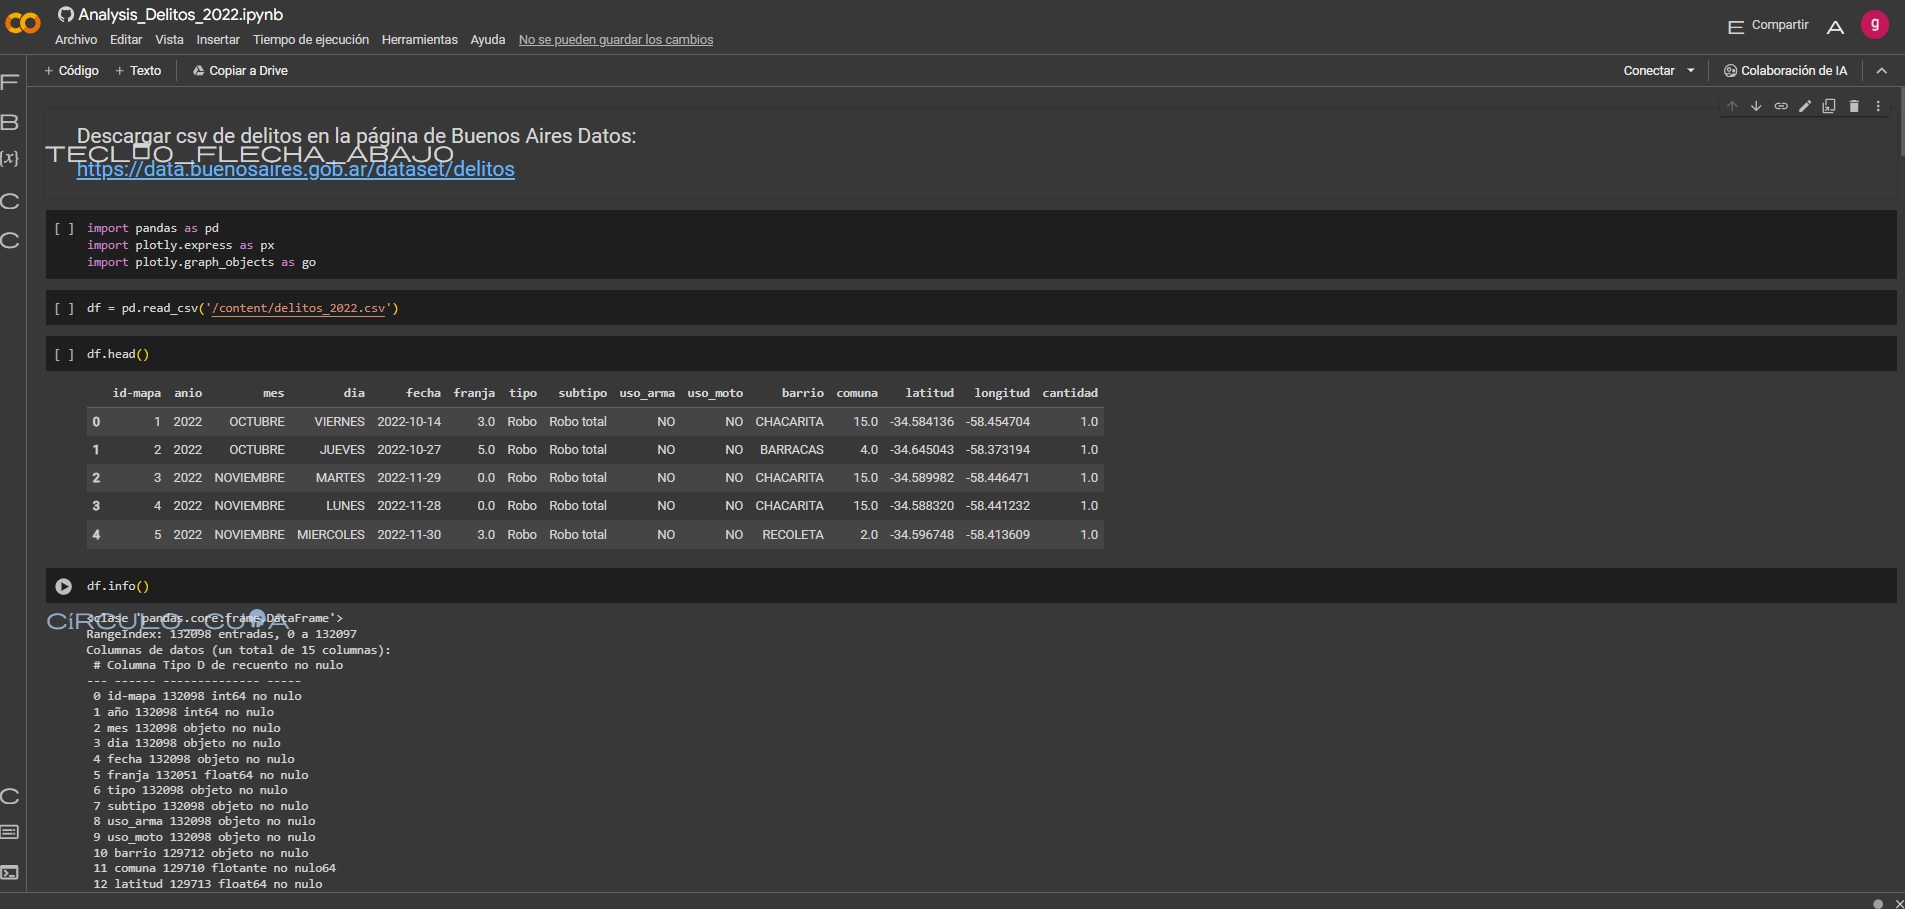 Analysis_Delitos_2022.ipynb
Archivo Editar Vista Insertar Tiempo de ejecución Herramientas Ayuda No se pueden guardar los cambios
Compartir
g
+ Código + Texto Copiar a Drive
Conectar
Colaboración de IA
Descargar csv de delitos en la página de Buenos Aires Datos:
https://data.buenosaires.gob.ar/dataset/delitos
[ ] import pandas as pd
import plotly.express as px
import plotly.graph_objects as go
[ ] df = pd.read_csv('/content/delitos_2022.csv')
[ ] df.head()
id-mapa anio mes dia fecha franja tipo subtipo uso_arma uso_moto barrio comuna latitud longitud cantidad
0 1 2022 OCTUBRE VIERNES 2022-10-14 3.0 Robo Robo total NO NO CHACARITA 15.0 -34.584136 -58.454704 1.0
1 2 2022 OCTUBRE JUEVES 2022-10-27 5.0 Robo Robo total NO NO BARRACAS 4.0 -34.645043 -58.373194 1.0
2 3 2022 NOVIEMBRE MARTES 2022-11-29 0.0 Robo Robo total NO NO CHACARITA 15.0 -34.589982 -58.446471 1.0
3 4 2022 NOVIEMBRE LUNES 2022-11-28 0.0 Robo Robo total NO NO CHACARITA 15.0 -34.588320 -58.441232 1.0
4 5 2022 NOVIEMBRE MIERCOLES 2022-11-30 3.0 Robo Robo total NO NO RECOLETA 2.0 -34.596748 -58.413609 1.0
df.info()
<clase 'pandas.core.frame.DataFrame'>
RangeIndex: 132098 entradas, 0 a 132097
Columnas de datos (un total de 15 columnas):
# Columna Tipo D de recuento no nulo
--- ------ -------------- -----
0 id-mapa 132098 int64 no nulo
1 año 132098 int64 no nulo
2 mes 132098 objeto no nulo
3 dia 132098 objeto no nulo
4 fecha 132098 objeto no nulo
5 franja 132051 float64 no nulo
6 tipo 132098 objeto no nulo
7 subtipo 132098 objeto no nulo
8 uso_arma 132098 objeto no nulo
9 uso_moto 132098 objeto no nulo
10 barrio 129712 objeto no nulo
11 comuna 129710 flotante no nulo64
12 latitud 129713 float64 no nulo